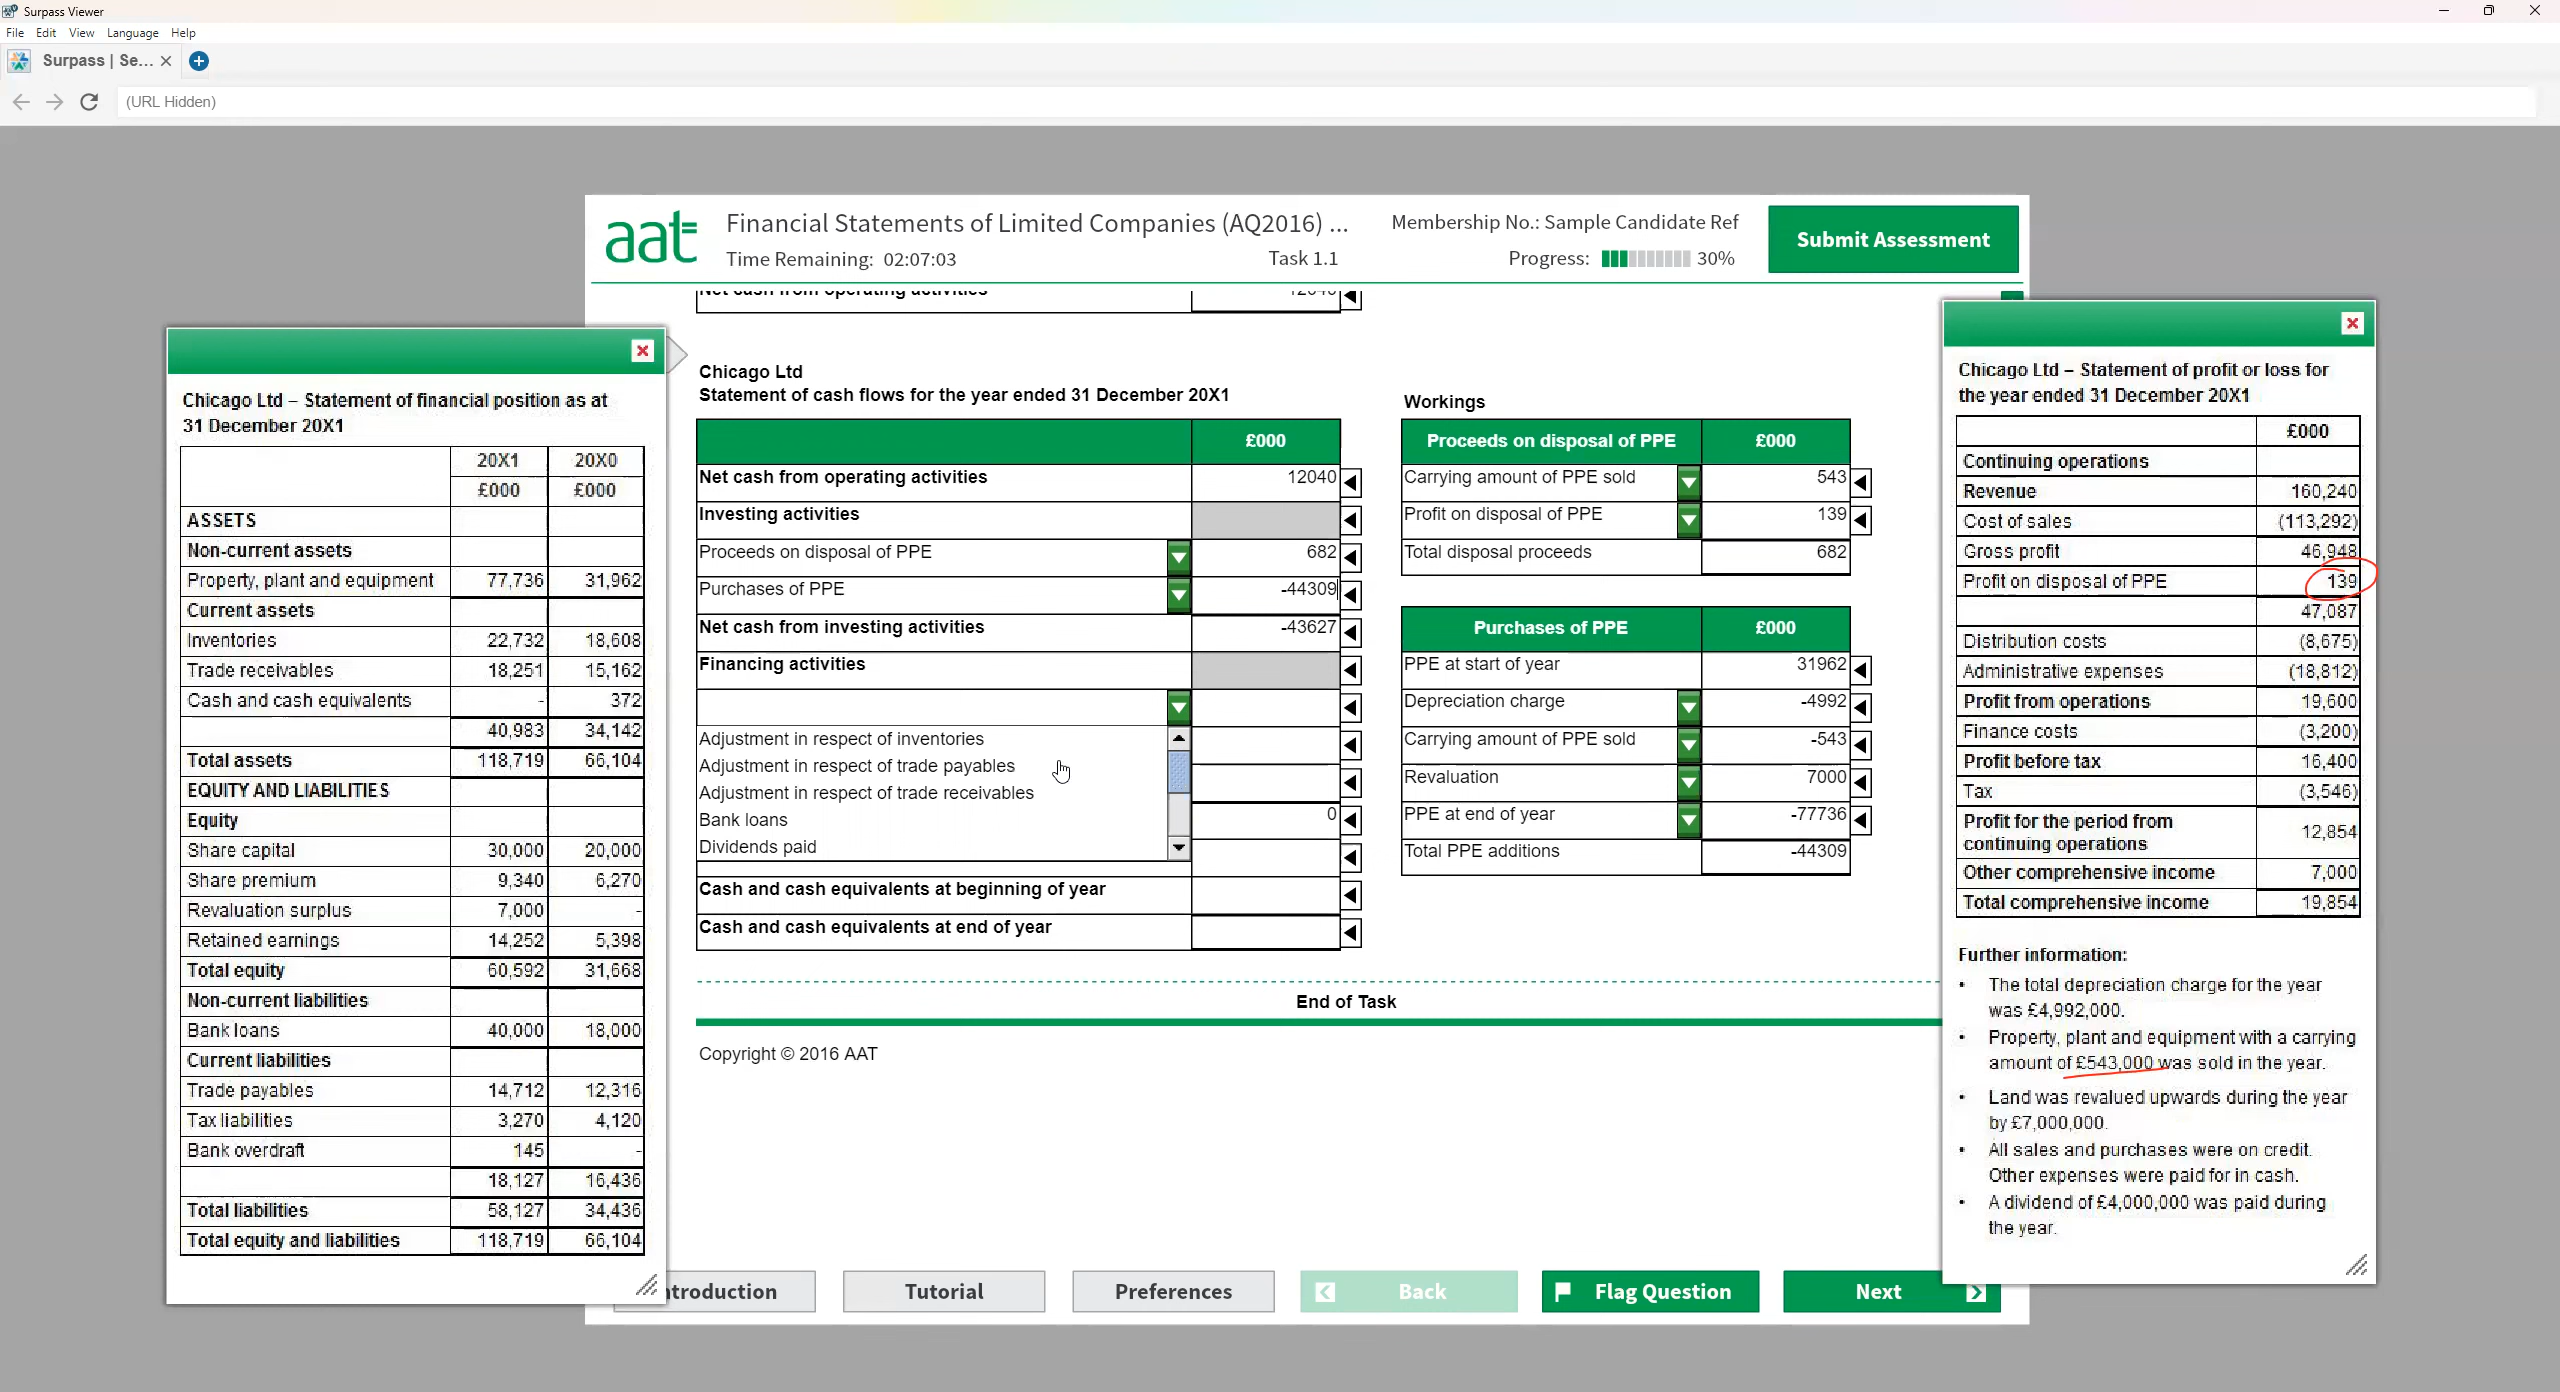 Surpass Viewer
File Edit View Language Help
Surpass | Se...
(URL Hidden)
aat
Financial Statements of Limited Companies (AQ2016) ...
Membership No.: Sample Candidate Ref
Submit Assessment
Time Remaining: 02:07:03
Task 1.1
Progress: 30%
Net cash from operating activities 12040
Chicago Ltd – Statement of financial position as at
31 December 20X1
20X1 20X0
£000 £000
ASSETS
Non-current assets
Property, plant and equipment 77,736 31,962
Current assets
Inventories 22,732 18,608
Trade receivables 18,251 15,162
Cash and cash equivalents - 372
40,983 34,142
Total assets 118,719 66,104
EQUITY AND LIABILITIES
Equity
Share capital 30,000 20,000
Share premium 9,340 6,270
Revaluation surplus 7,000 -
Retained earnings 14,252 5,398
Total equity 60,592 31,668
Non-current liabilities
Bank loans 40,000 18,000
Current liabilities
Trade payables 14,712 12,316
Tax liabilities 3,270 4,120
Bank overdraft 145 -
18,127 16,436
Total liabilities 58,127 34,436
Total equity and liabilities 118,719 66,104
Chicago Ltd
Statement of cash flows for the year ended 31 December 20X1
£000
Net cash from operating activities 12040
Investing activities
Proceeds on disposal of PPE 682
Purchases of PPE -44309
Net cash from investing activities -43627
Financing activities
Adjustment in respect of inventories
Adjustment in respect of trade payables
Adjustment in respect of trade receivables
Bank loans 0
Dividends paid
Cash and cash equivalents at beginning of year
Cash and cash equivalents at end of year
Workings
Proceeds on disposal of PPE £000
Carrying amount of PPE sold 543
Profit on disposal of PPE 139
Total disposal proceeds 682
Purchases of PPE £000
PPE at start of year 31962
Depreciation charge -4992
Carrying amount of PPE sold -543
Revaluation 7000
PPE at end of year -77736
Total PPE additions -44309
End of Task
Copyright © 2016 AAT
Chicago Ltd – Statement of profit or loss for
the year ended 31 December 20X1
£000
Continuing operations
Revenue 160,240
Cost of sales (113,292)
Gross profit 46,948
Profit on disposal of PPE 139
47,087
Distribution costs (8,675)
Administrative expenses (18,812)
Profit from operations 19,600
Finance costs (3,200)
Profit before tax 16,400
Tax (3,546)
Profit for the period from
continuing operations 12,854
Other comprehensive income 7,000
Total comprehensive income 19,854
Further information:
• The total depreciation charge for the year
was £4,992,000.
• Property, plant and equipment with a carrying
amount of £543,000 was sold in the year.
• Land was revalued upwards during the year
by £7,000,000.
• All sales and purchases were on credit.
Other expenses were paid for in cash.
• A dividend of £4,000,000 was paid during
the year.
ntroduction
Tutorial
Preferences
Back
Flag Question
Next